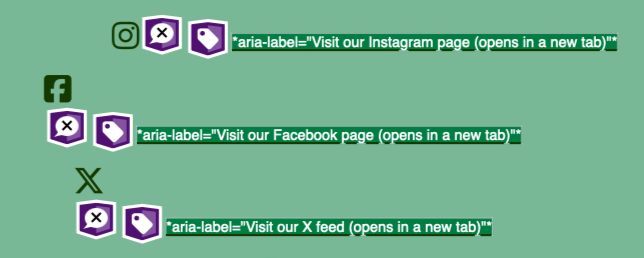 *aria-label="Visit our Instagram page (opens in a new tab)"*
*aria-label="Visit our Facebook page (opens in a new tab)"*
*aria-label="Visit our X feed (opens in a new tab)"*